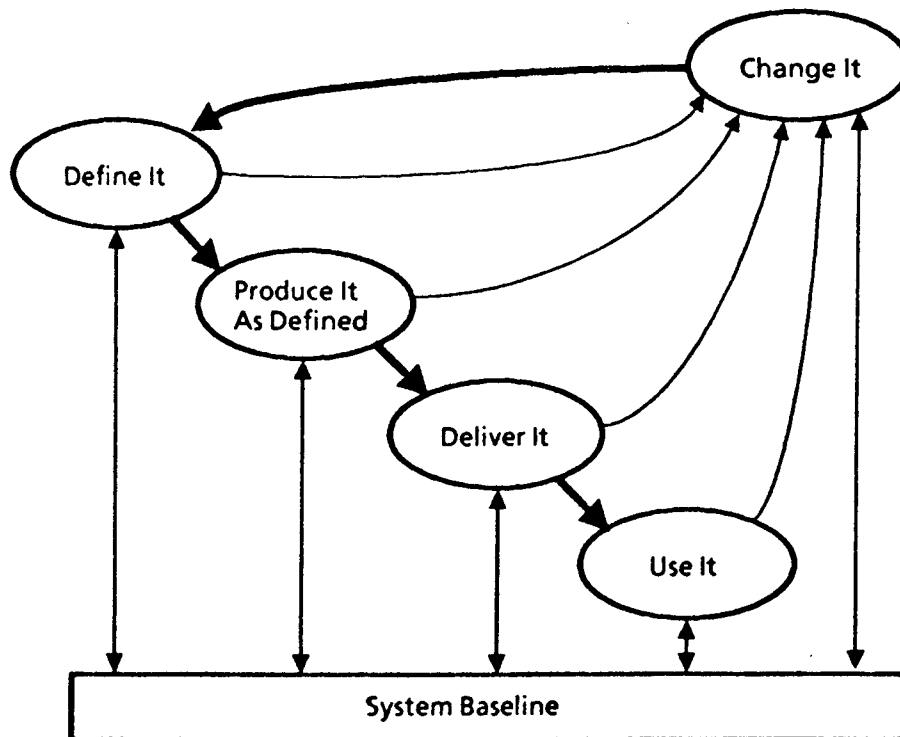 Change It
Define It
Produce It
As Defined
Deliver It
Use It
System Baseline